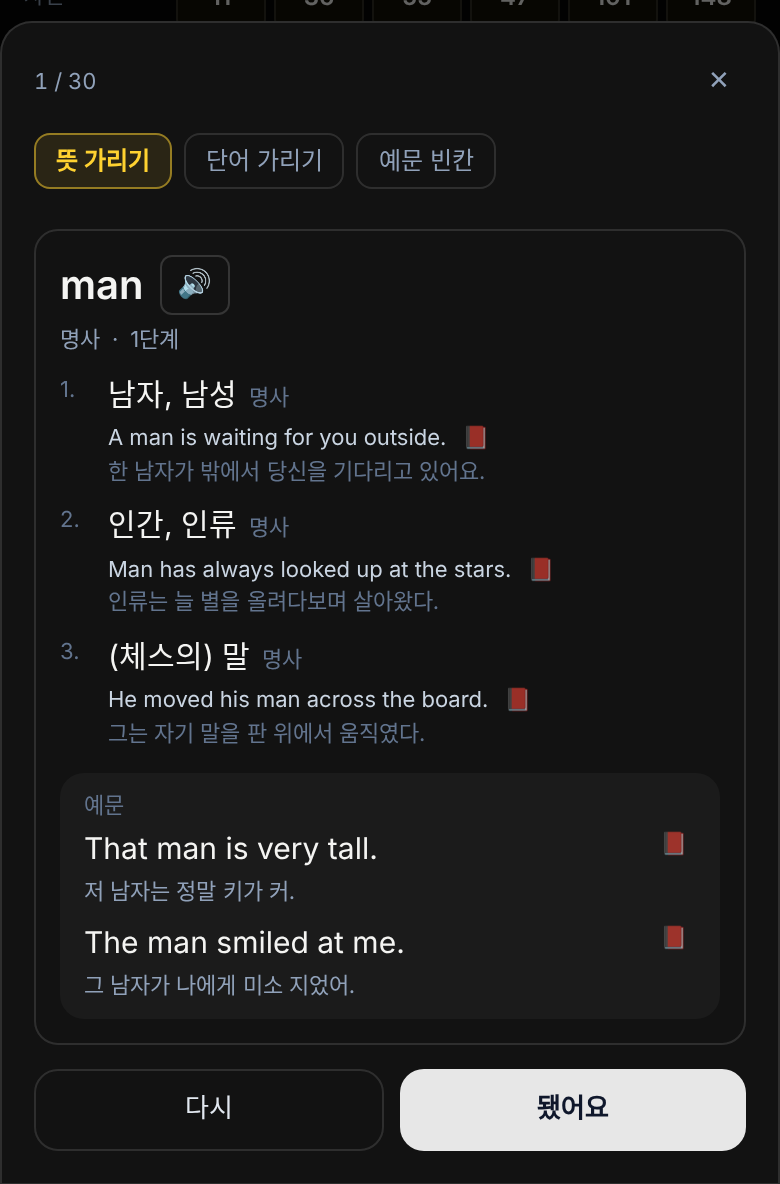 1 / 30 ✕
뜻 가리기 단어 가리기 예문 빈칸
man
명사 · 1단계
1. 남자, 남성 명사
A man is waiting for you outside.
한 남자가 밖에서 당신을 기다리고 있어요.
2. 인간, 인류 명사
Man has always looked up at the stars.
인류는 늘 별을 올려다보며 살아왔다.
3. (체스의) 말 명사
He moved his man across the board.
그는 자기 말을 판 위에서 움직였다.
예문
That man is very tall.
저 남자는 정말 키가 커.
The man smiled at me.
그 남자가 나에게 미소 지었어.
다시 됐어요